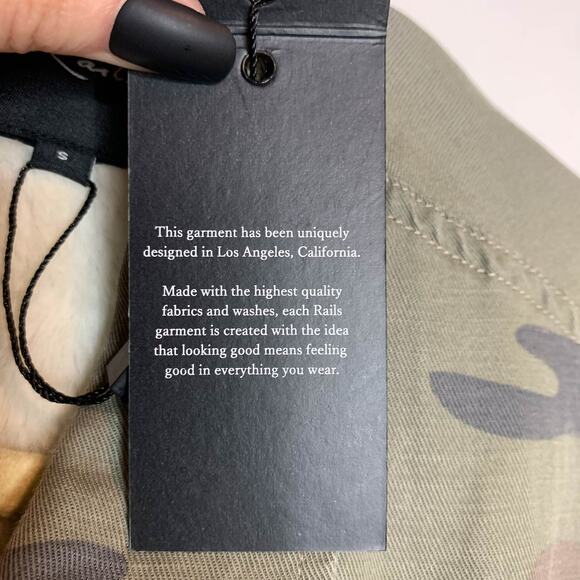 S
This garment has been uniquely
designed in Los Angeles, California.
Made with the highest quality
fabrics and washes, each Rails
garment is created with the idea
that looking good means feeling
good in everything you wear.